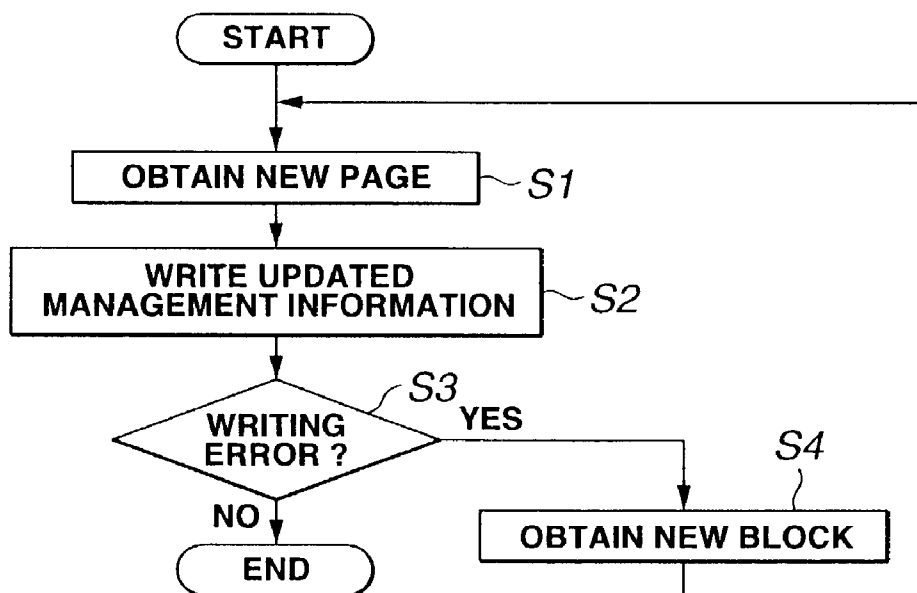 START
OBTAIN NEW PAGE
S1
WRITE UPDATED
MANAGEMENT INFORMATION
S2
S3
WRITING
ERROR ?
YES
S4
NO
OBTAIN NEW BLOCK
END